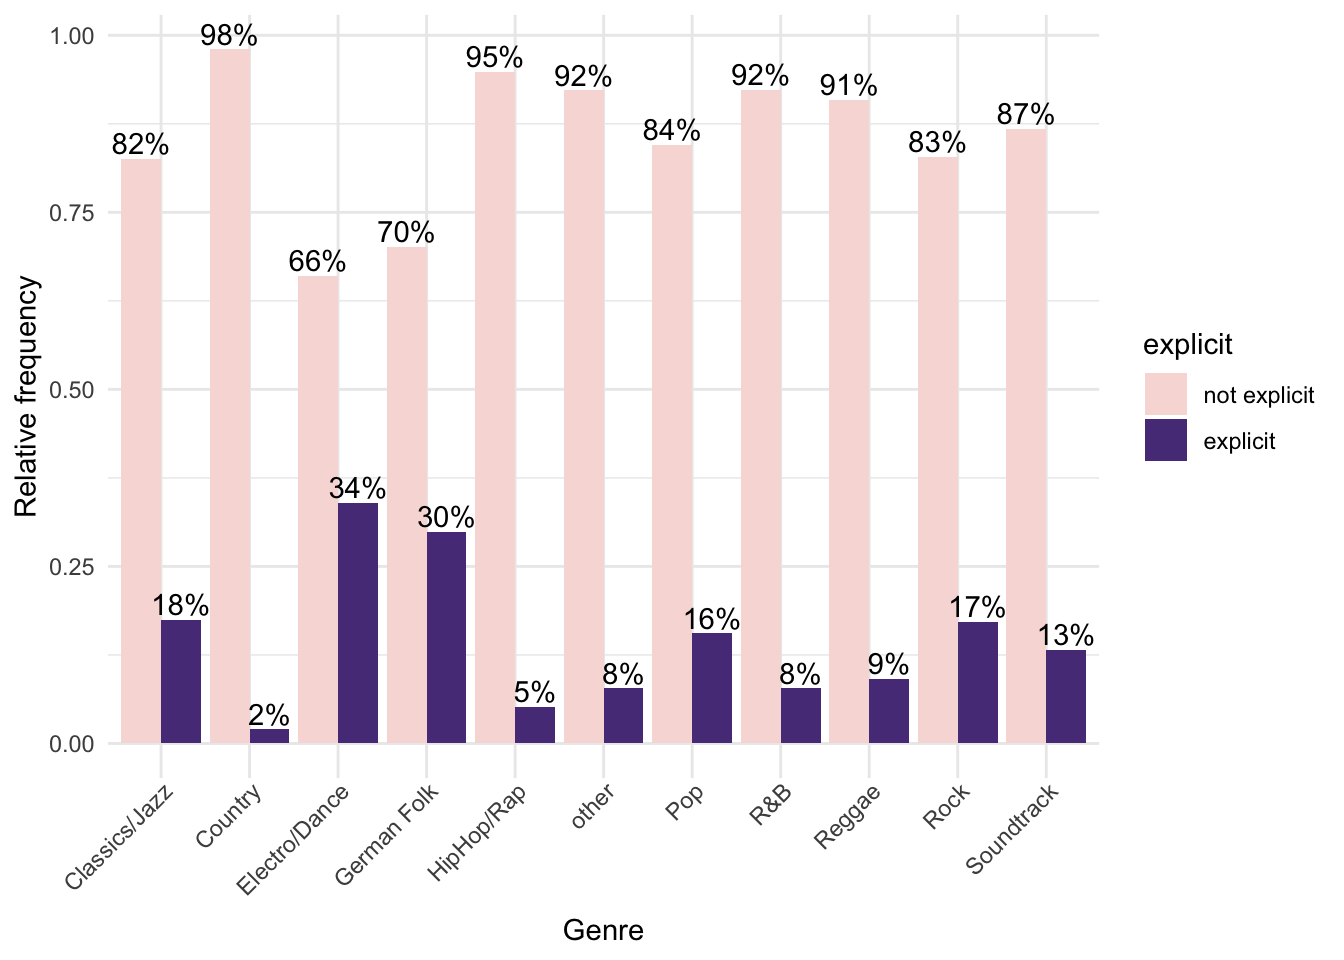 1.00
0.75
0.50
0.25
0.00
Relative frequency
82%
98%
66%
70%
95%
92%
84%
92%
91%
83%
87%
18%
2%
34%
30%
5%
8%
16%
8%
9%
17%
13%
Classics/Jazz
Country
Electro/Dance
German Folk
HipHop/Rap
other
Pop
R&B
Reggae
Rock
Soundtrack
Genre
explicit
not explicit
explicit